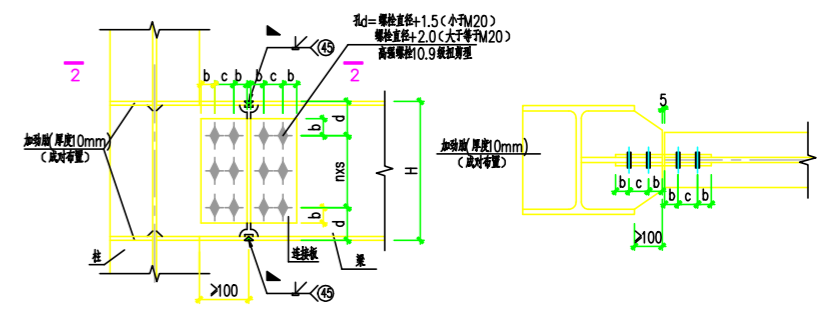 孔d=螺栓直径+1.5(小于M20)
螺栓直径+2.0(大于等于M20)
高强螺栓10.9级扭剪型
45
2
2
b c b b c b
加劲肋(厚度10mm)
(成对布置)
b
d
nxs
H
b
d
柱
连接板
梁
>100
45
5
加劲肋(厚度10mm)
(成对布置)
b c b
b c b
>100